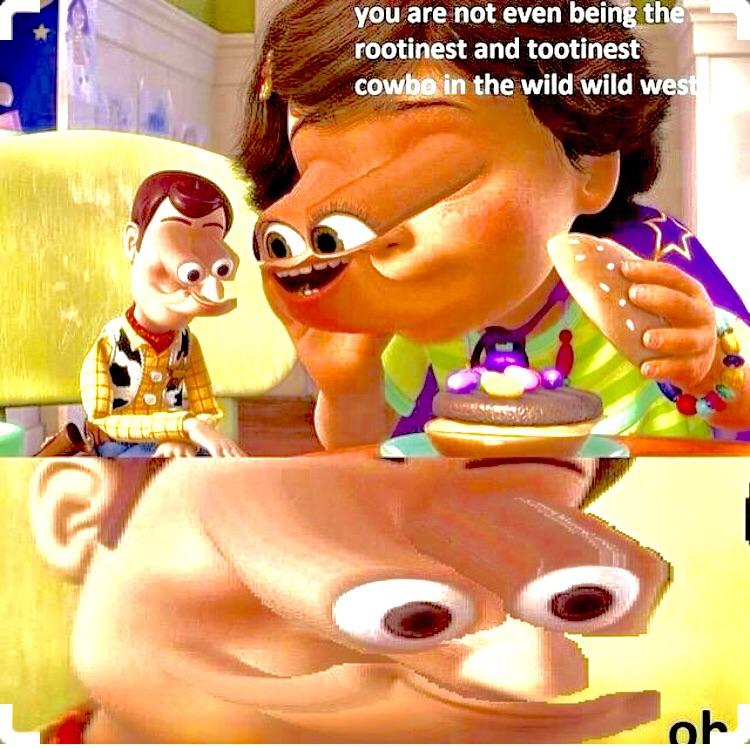 you are not even being the
rootinest and tootinest
cowbo in the wild wild west
oh